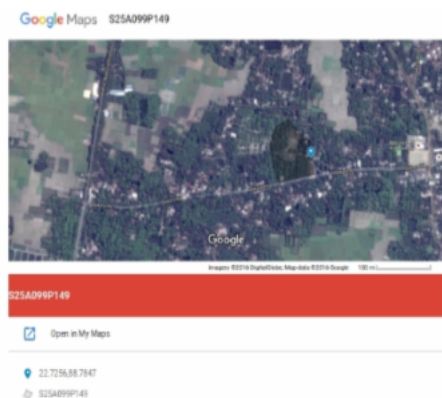 Google Maps S25A099P149
Google
Imagery ©2016 DigitalGlobe, Map data ©2016 Google 100 m
S25A099P149
Open in My Maps
22.7256,88.7847
S25A099P149